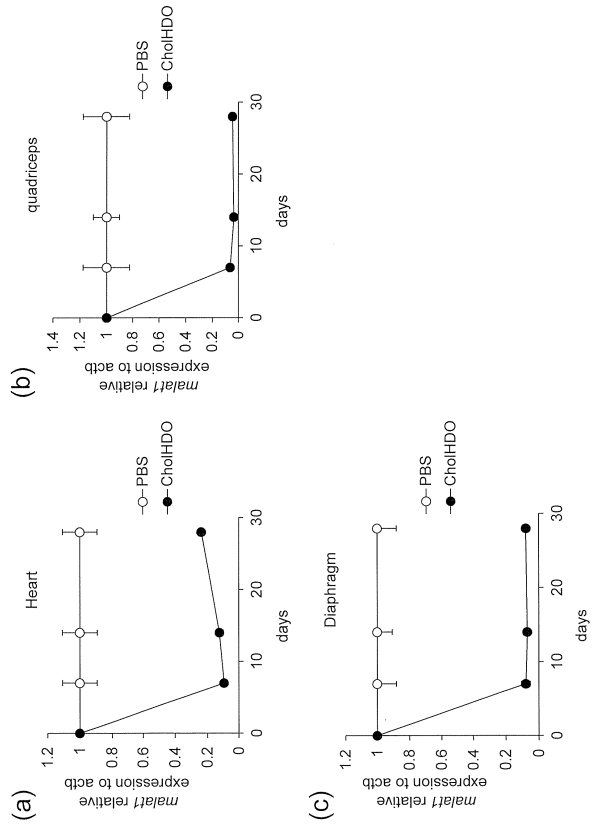 (a)
Heart
1.2
1
0.8
0.6
0.4
0.2
0
malat1 relative
expression to actb
0 10 20 30
days
PBS
CholHDO
(b)
quadriceps
1.4
1.2
1
0.8
0.6
0.4
0.2
0
malat1 relative
expression to actb
0 10 20 30
days
PBS
CholHDO
(c)
Diaphragm
1.2
1
0.8
0.6
0.4
0.2
0
malat1 relative
expression to actb
0 10 20 30
days
PBS
CholHDO